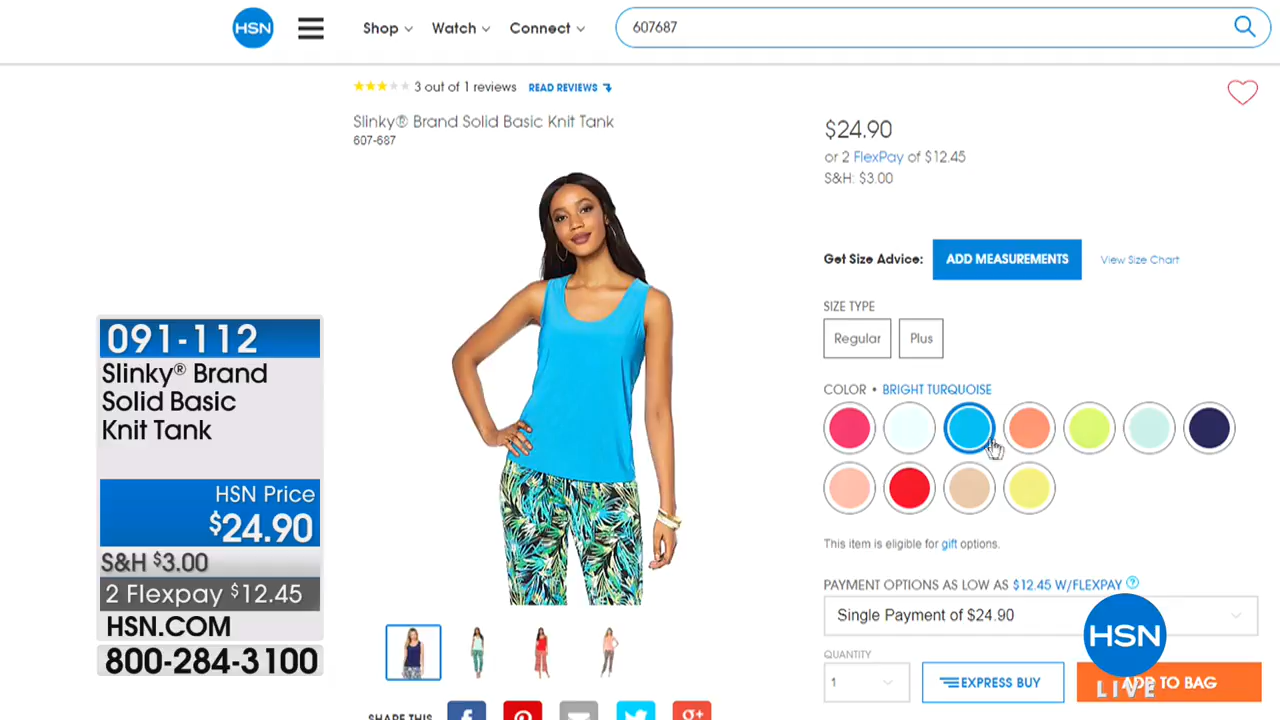 HSN
Shop
Watch
Connect
607687
3 out of 1 reviews
READ REVIEWS
Slinky® Brand Solid Basic Knit Tank
607-687
$24.90
or 2 FlexPay of $12.45
S&H: $3.00
Get Size Advice:
ADD MEASUREMENTS
View Size Chart
SIZE TYPE
Regular
Plus
COLOR • BRIGHT TURQUOISE
This item is eligible for gift options.
PAYMENT OPTIONS AS LOW AS $12.45 W/FLEXPAY ?
Single Payment of $24.90
QUANTITY
1
EXPRESS BUY
ADD TO BAG
HSN
LIVE
091-112
Slinky® Brand
Solid Basic
Knit Tank
HSN Price
$24.90
S&H $3.00
2 Flexpay $12.45
HSN.COM
800-284-3100
SHARE THIS
f
g+